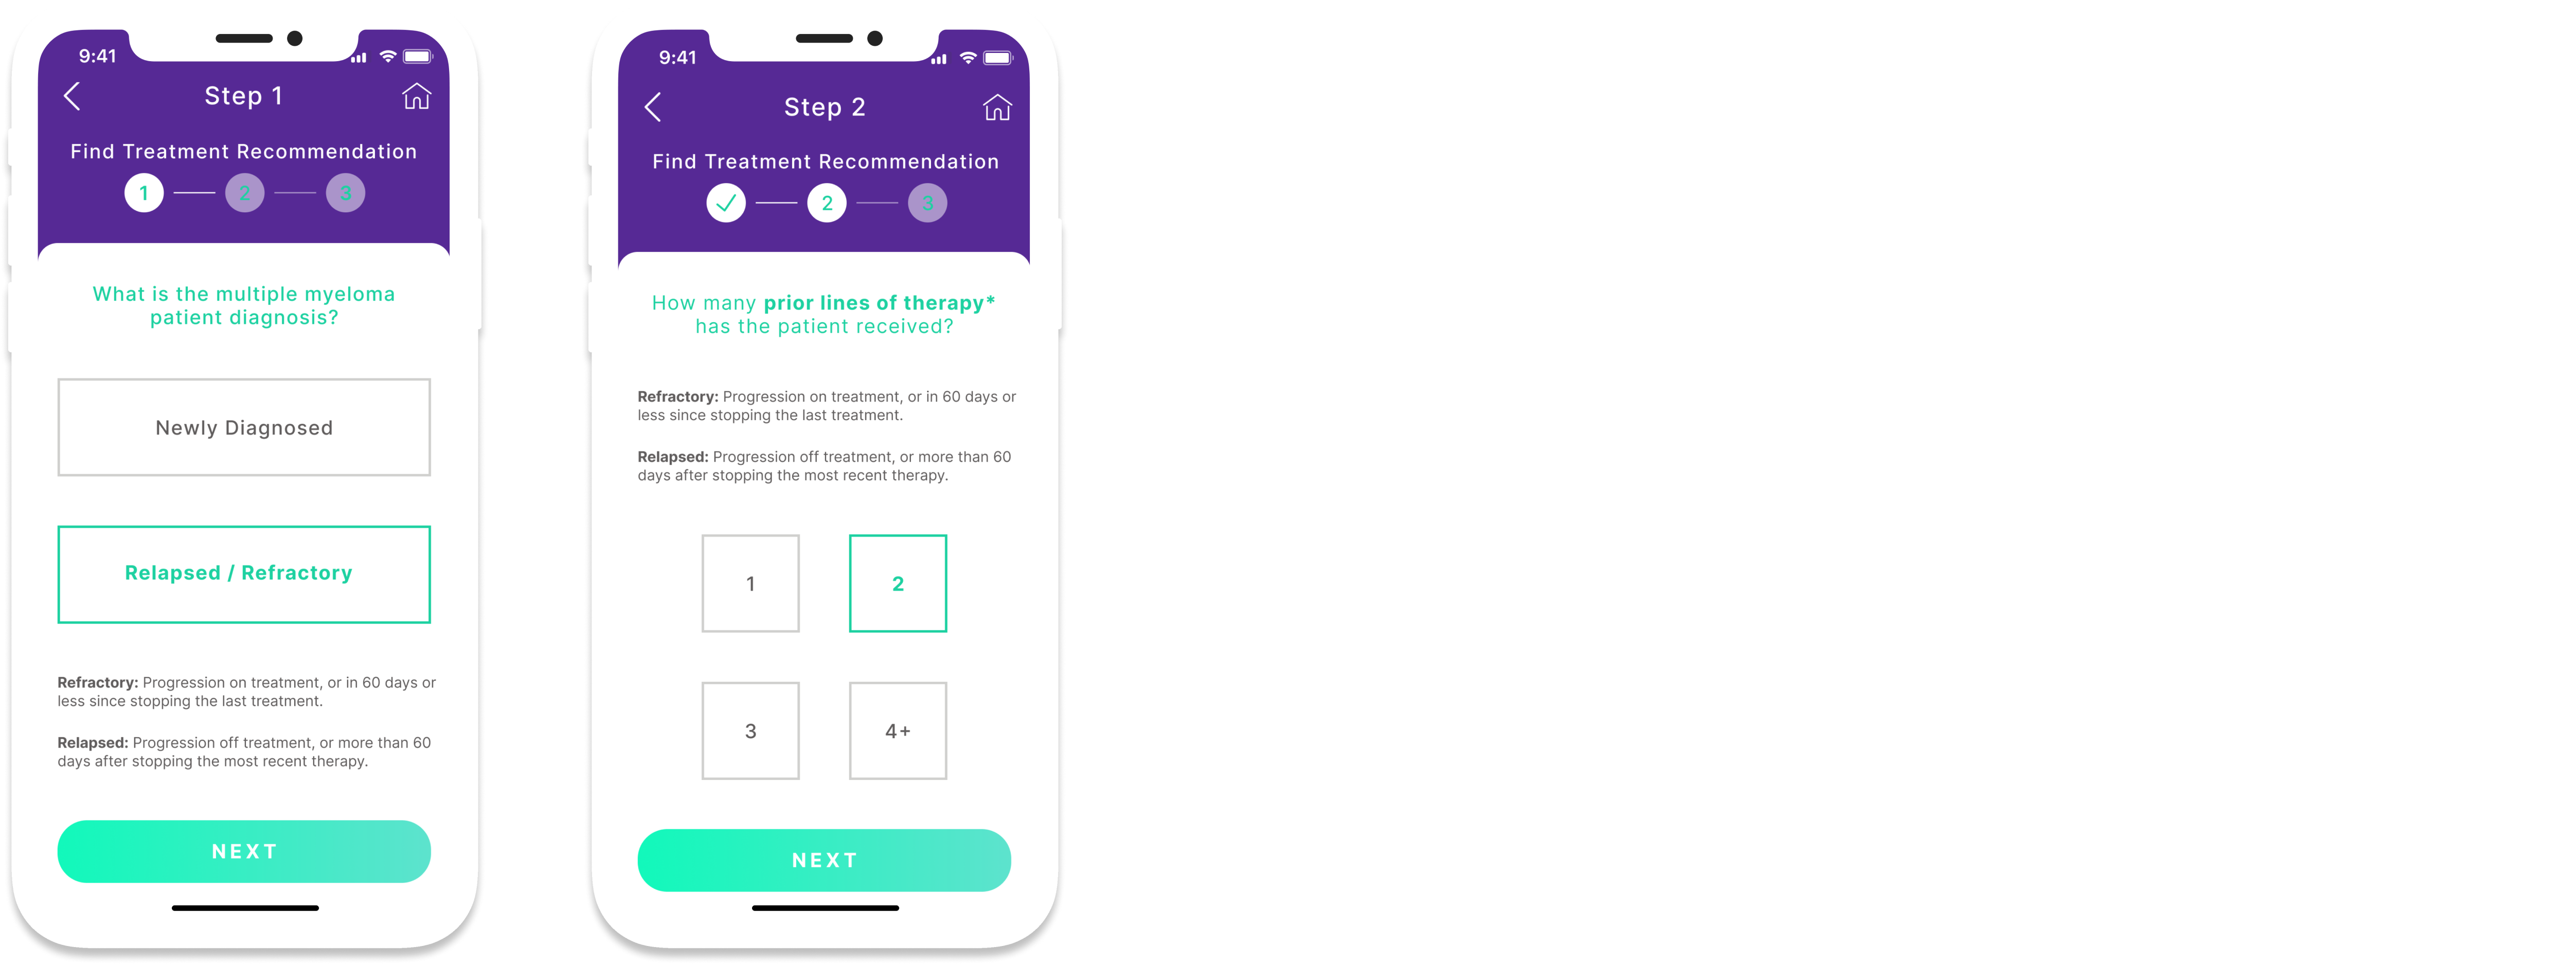 9:41
Step 1
Find Treatment Recommendation
1 2 3
What is the multiple myeloma
patient diagnosis?
Newly Diagnosed
Relapsed / Refractory
Refractory: Progression on treatment, or in 60 days or
less since stopping the last treatment.
Relapsed: Progression off treatment, or more than 60
days after stopping the most recent therapy.
NEXT
9:41
Step 2
Find Treatment Recommendation
2 3
How many prior lines of therapy*
has the patient received?
Refractory: Progression on treatment, or in 60 days or
less since stopping the last treatment.
Relapsed: Progression off treatment, or more than 60
days after stopping the most recent therapy.
1 2
3 4+
NEXT